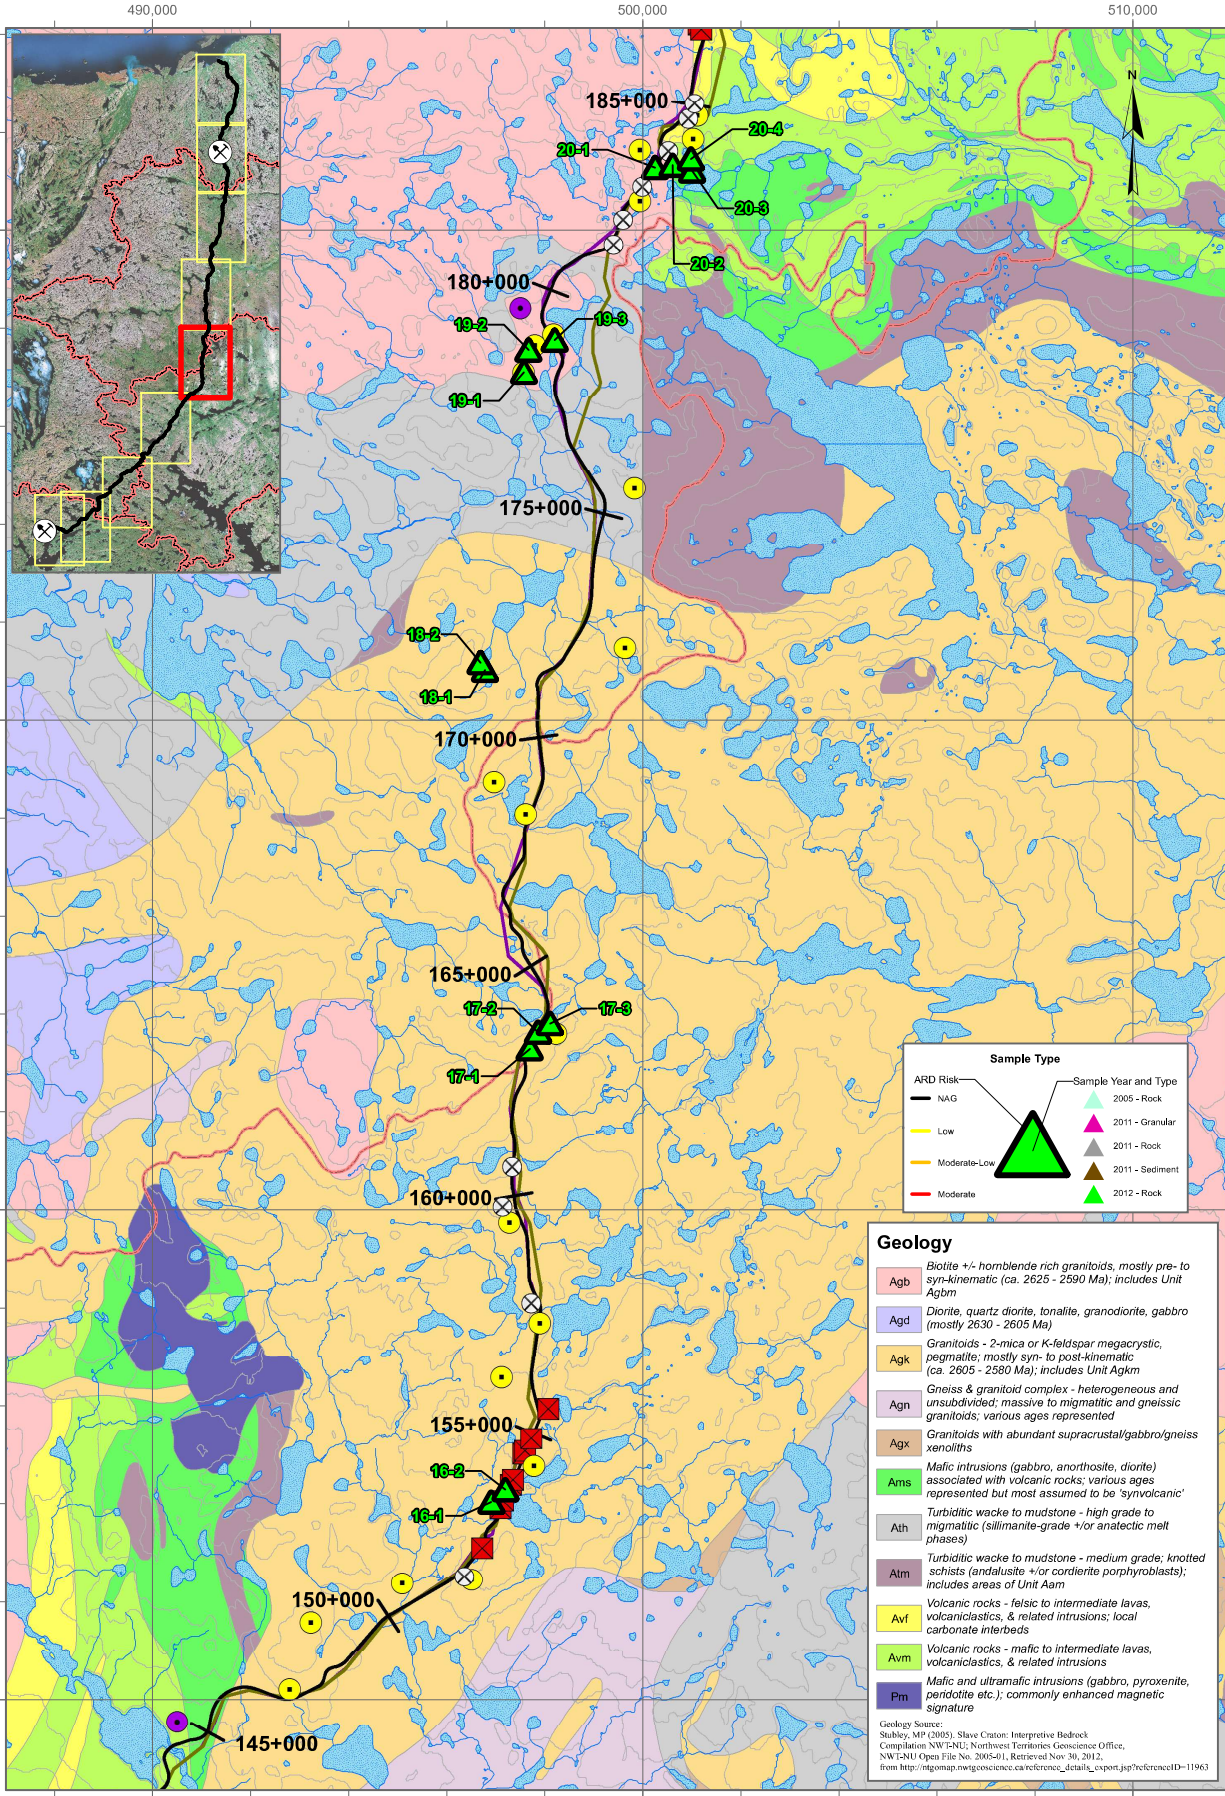 490,000
500,000
510,000
N
185+000
20-4
20-1
20-3
20-2
180+000
19-2
19-3
19-1
175+000
18-2
18-1
170+000
165+000
17-2
17-3
17-1
160+000
155+000
16-2
16-1
150+000
145+000
Sample Type
ARD Risk
Sample Year and Type
NAG
Low
Moderate-Low
Moderate
2005 - Rock
2011 - Granular
2011 - Rock
2011 - Sediment
2012 - Rock
Geology
Agb
Biotite +/- hornblende rich granitoids, mostly pre- to
syn-kinematic (ca. 2625 - 2590 Ma); includes Unit
Agbm
Agd
Diorite, quartz diorite, tonalite, granodiorite, gabbro
(mostly 2630 - 2605 Ma)
Agk
Granitoids - 2-mica or K-feldspar megacrystic,
pegmatite; mostly syn- to post-kinematic
(ca. 2605 - 2580 Ma); includes Unit Agkm
Agn
Gneiss & granitoid complex - heterogeneous and
unsubdivided; massive to migmatitic and gneissic
granitoids; various ages represented
Agx
Granitoids with abundant supracrustal/gabbro/gneiss
xenoliths
Ams
Mafic intrusions (gabbro, anorthosite, diorite)
associated with volcanic rocks; various ages
represented but most assumed to be 'synvolcanic'
Ath
Turbiditic wacke to mudstone - high grade to
migmatitic (sillimanite-grade +/or anatectic melt
phases)
Atm
Turbiditic wacke to mudstone - medium grade; knotted
schists (andalusite +/or cordierite porphyroblasts);
includes areas of Unit Aam
Avf
Volcanic rocks - felsic to intermediate lavas,
volcaniclastics, & related intrusions; local
carbonate interbeds
Avm
Volcanic rocks - mafic to intermediate lavas,
volcaniclastics, & related intrusions
Pm
Mafic and ultramafic intrusions (gabbro, pyroxenite,
peridotite etc.); commonly enhanced magnetic
signature
Geology Source:
Stubley, MP (2005). Slave Craton: Interpretive Bedrock
Compilation NWT-NU; Northwest Territories Geoscience Office,
NWT-NU Open File No. 2005-01, Retrieved Nov 30, 2012,
from http://ntgomap.nwtgeoscience.ca/reference_details_export.jsp?referenceID=11963